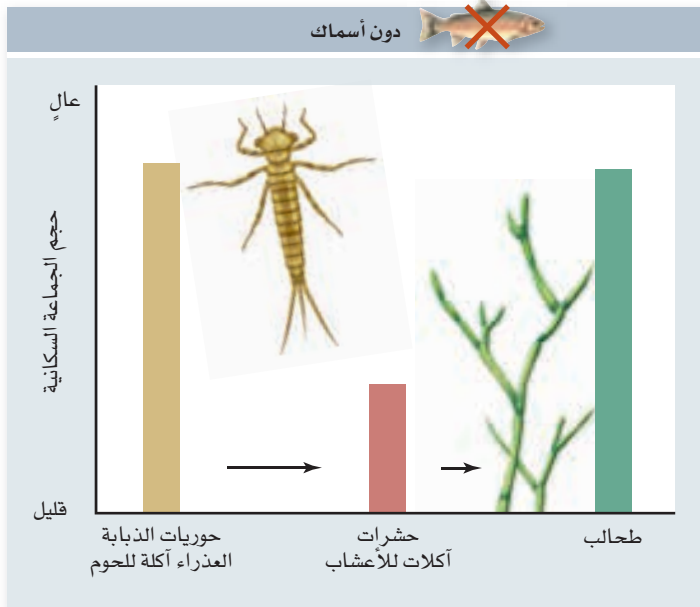 دون أسماك
عالٍ
حجم الجماعة السكانية
قليل
حوريات الذبابة
العذراء آكلة للحوم
حشرات
آكلات للأعشاب
طحالب